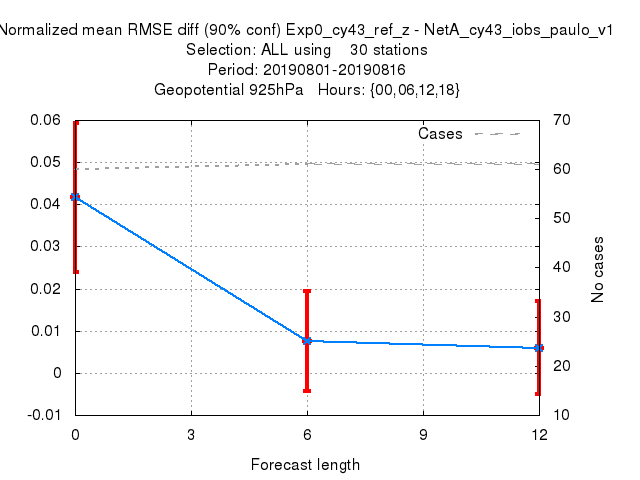 Normalized mean RMSE diff (90% conf) Exp0_cy43_ref_z - NetA_cy43_iobs_paulo_v1
Selection: ALL using 30 stations
Period: 20190801-20190816
Geopotential 925hPa Hours: {00,06,12,18}
Cases
0.06
0.05
0.04
0.03
0.02
0.01
0
-0.01
70
60
50
40
30
20
10
No cases
0 3 6 9 12
Forecast length